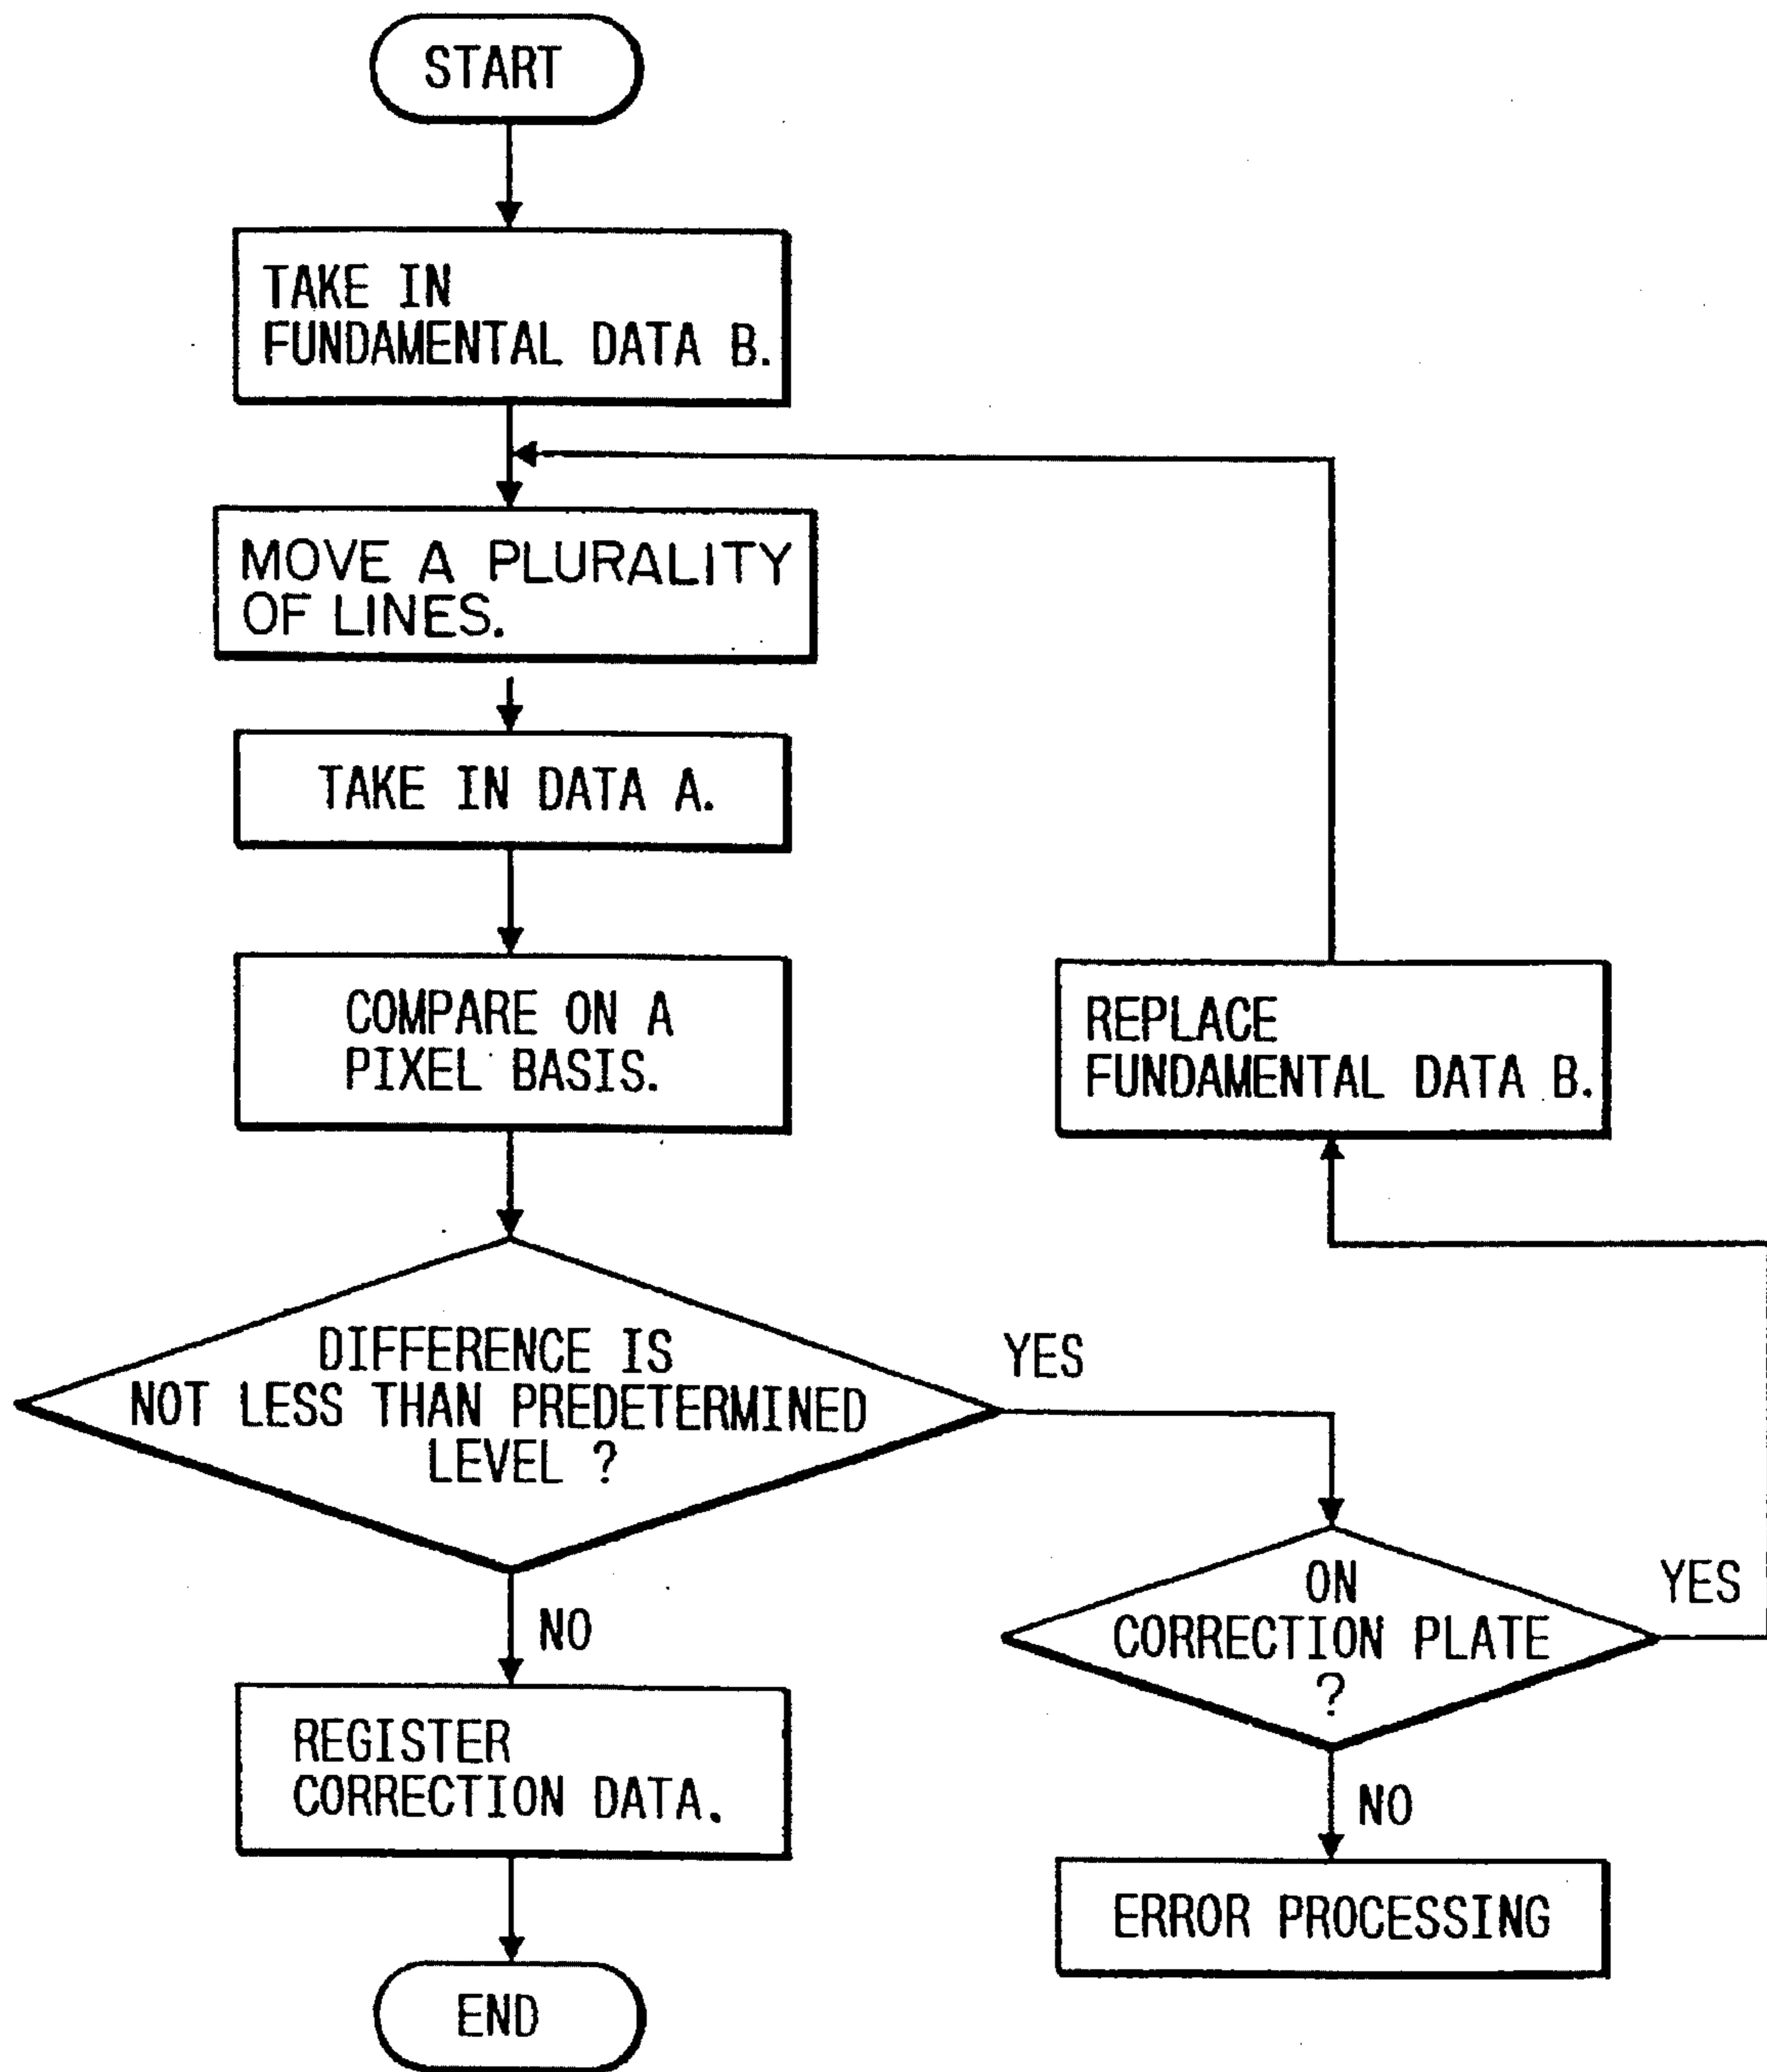 START
TAKE IN
FUNDAMENTAL DATA B.
MOVE A PLURALITY
OF LINES.
TAKE IN DATA A.
COMPARE ON A
PIXEL BASIS.
REPLACE
FUNDAMENTAL DATA B.
DIFFERENCE IS
NOT LESS THAN PREDETERMINED
LEVEL ?
YES
NO
ON
CORRECTION PLATE
?
YES
NO
REGISTER
CORRECTION DATA.
ERROR PROCESSING
END